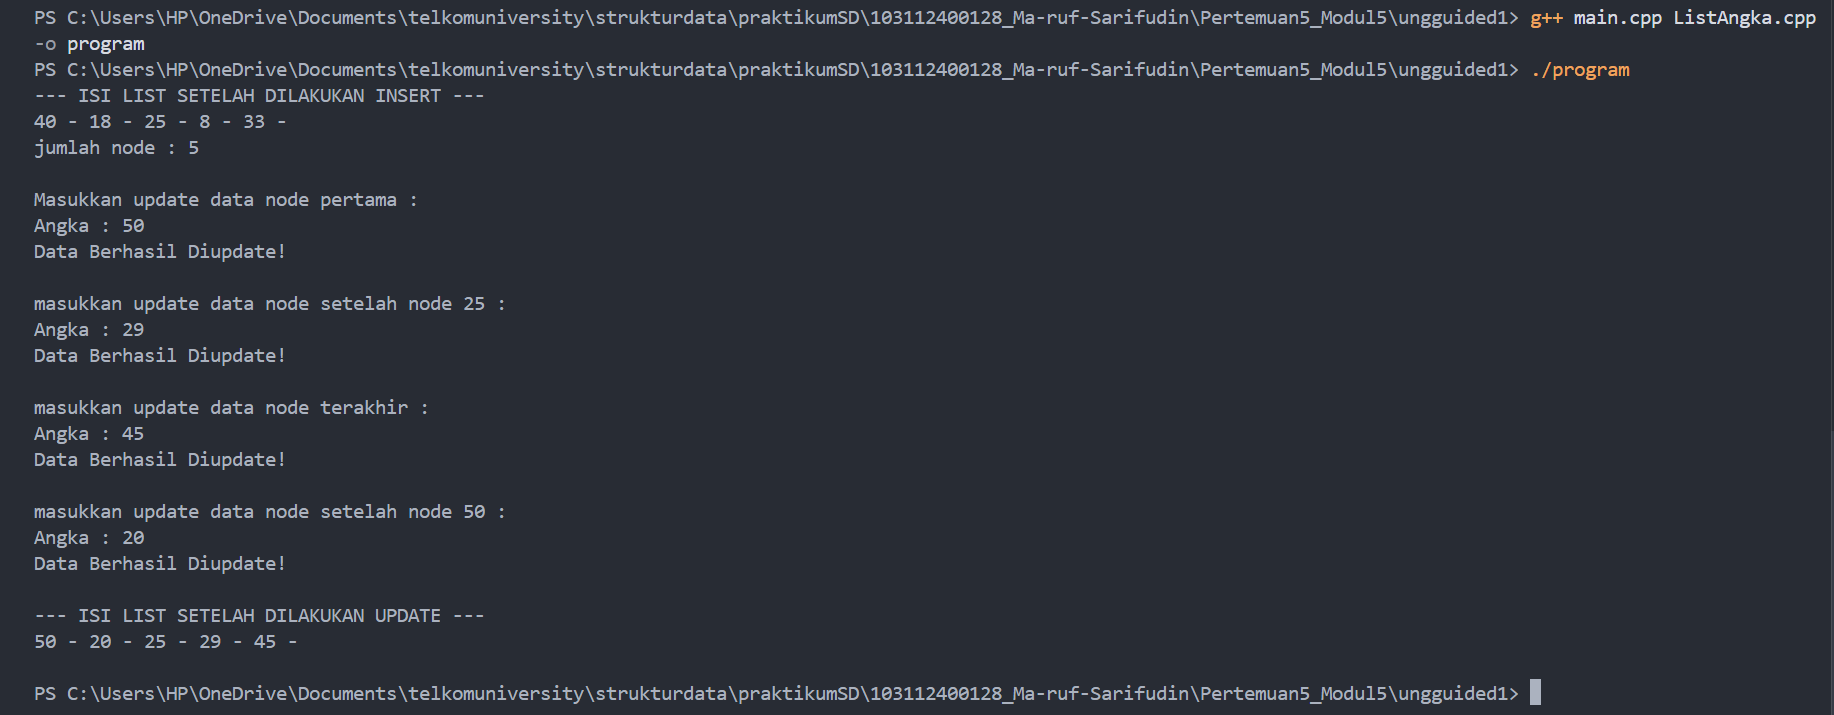 PS C:\Users\HP\OneDrive\Documents\telkomuniversity\strukturdata\praktikumSD\103112400128_Ma-ruf-Sarifudin\Pertemuan5_Modul5\ungguided1> g++ main.cpp ListAngka.cpp
-o program
PS C:\Users\HP\OneDrive\Documents\telkomuniversity\strukturdata\praktikumSD\103112400128_Ma-ruf-Sarifudin\Pertemuan5_Modul5\ungguided1> ./program
--- ISI LIST SETELAH DILAKUKAN INSERT ---
40 - 18 - 25 - 8 - 33 -
jumlah node : 5
Masukkan update data node pertama :
Angka : 50
Data Berhasil Diupdate!
masukkan update data node setelah node 25 :
Angka : 29
Data Berhasil Diupdate!
masukkan update data node terakhir :
Angka : 45
Data Berhasil Diupdate!
masukkan update data node setelah node 50 :
Angka : 20
Data Berhasil Diupdate!
--- ISI LIST SETELAH DILAKUKAN UPDATE ---
50 - 20 - 25 - 29 - 45 -
PS C:\Users\HP\OneDrive\Documents\telkomuniversity\strukturdata\praktikumSD\103112400128_Ma-ruf-Sarifudin\Pertemuan5_Modul5\ungguided1>